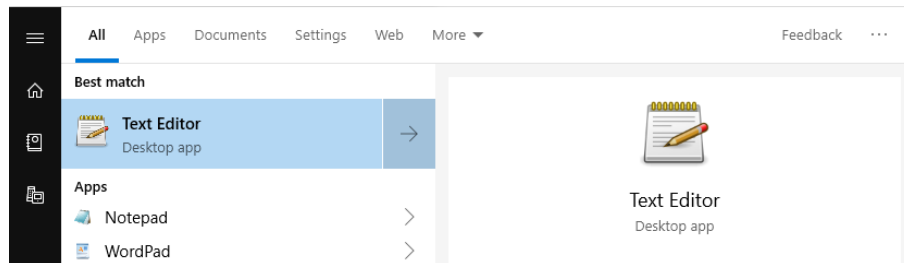 All Apps Documents Settings Web More Feedback ...
Best match
Text Editor
Desktop app
Apps
Notepad
WordPad
Text Editor
Desktop app